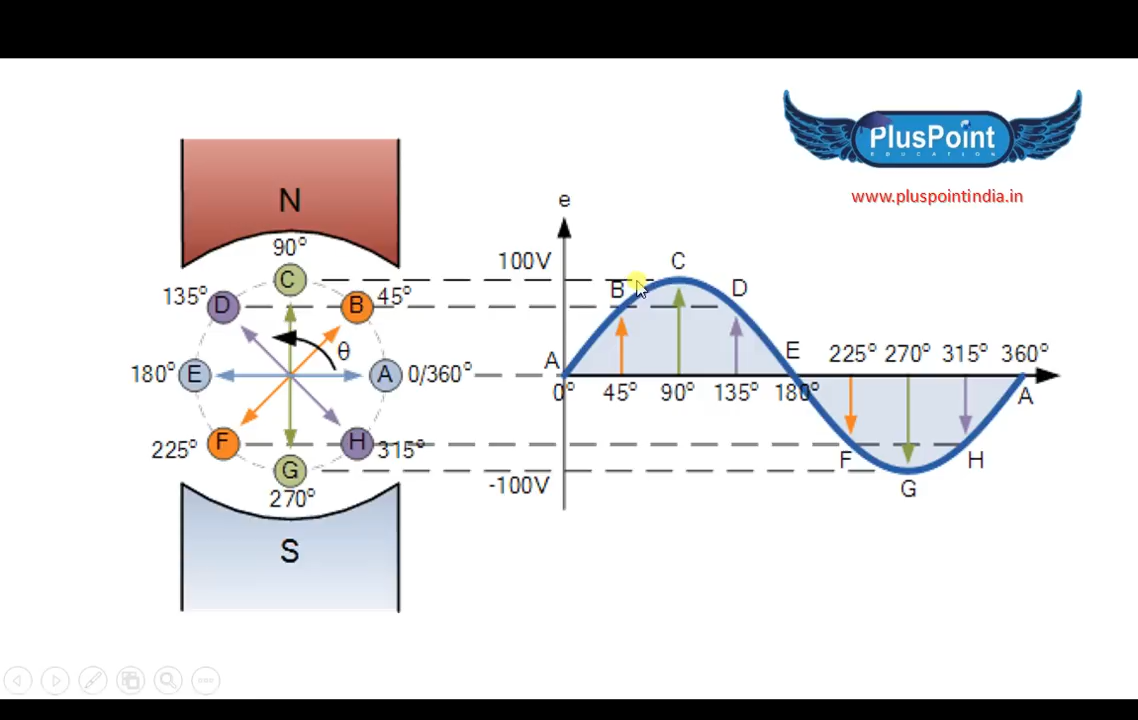 PlusPoint
EDUCATION
www.pluspointindia.in
N
90°
C
135°
D
B
45°
θ
180°
E
A
0/360°
225°
F
H
315°
G
270°
S
e
100V
C
B
D
A
E
225°
270°
315°
360°
0°
45°
90°
135°
180°
A
F
H
-100V
G